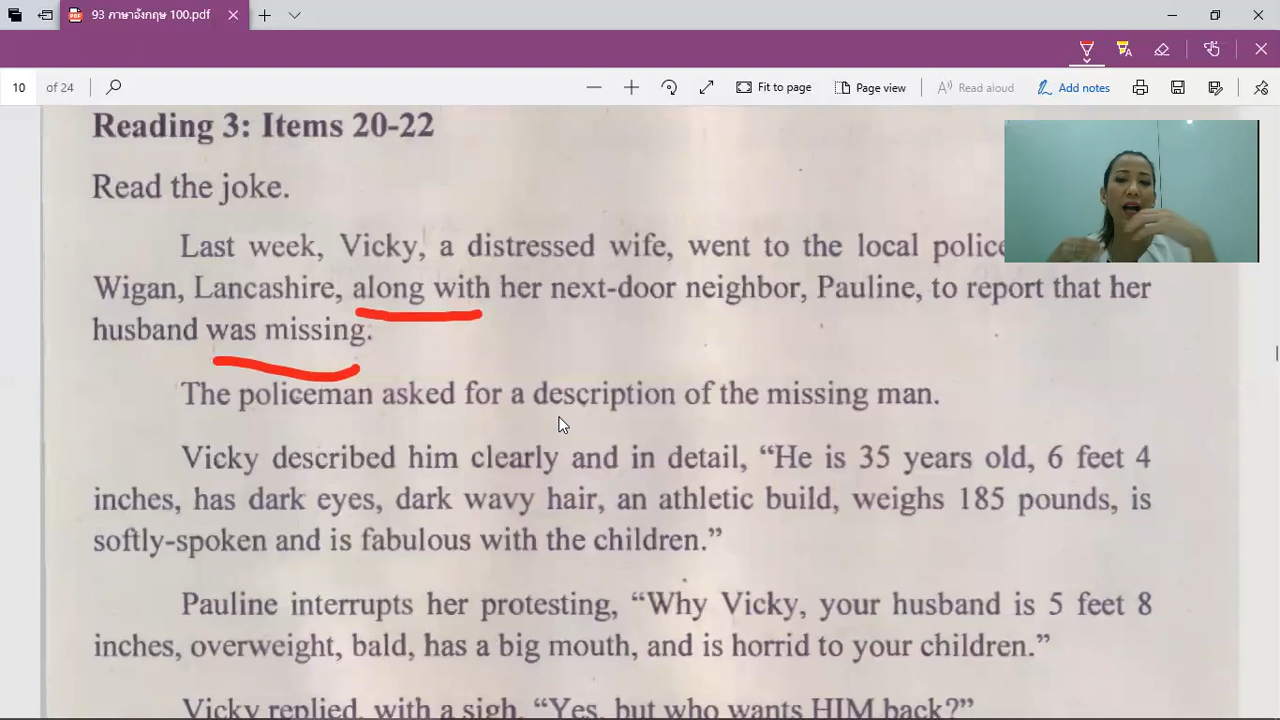 93 ภาษาอังกฤษ 100.pdf
10 of 24
Fit to page
Page view
Read aloud
Add notes
Reading 3: Items 20-22
Read the joke.
Last week, Vicky, a distressed wife, went to the local police
Wigan, Lancashire, along with her next-door neighbor, Pauline, to report that her
husband was missing.
The policeman asked for a description of the missing man.
Vicky described him clearly and in detail, “He is 35 years old, 6 feet 4
inches, has dark eyes, dark wavy hair, an athletic build, weighs 185 pounds, is
softly-spoken and is fabulous with the children.”
Pauline interrupts her protesting, “Why Vicky, your husband is 5 feet 8
inches, overweight, bald, has a big mouth, and is horrid to your children.”
Vicky replied, with a sigh, “Yes, but who wants HIM back?”